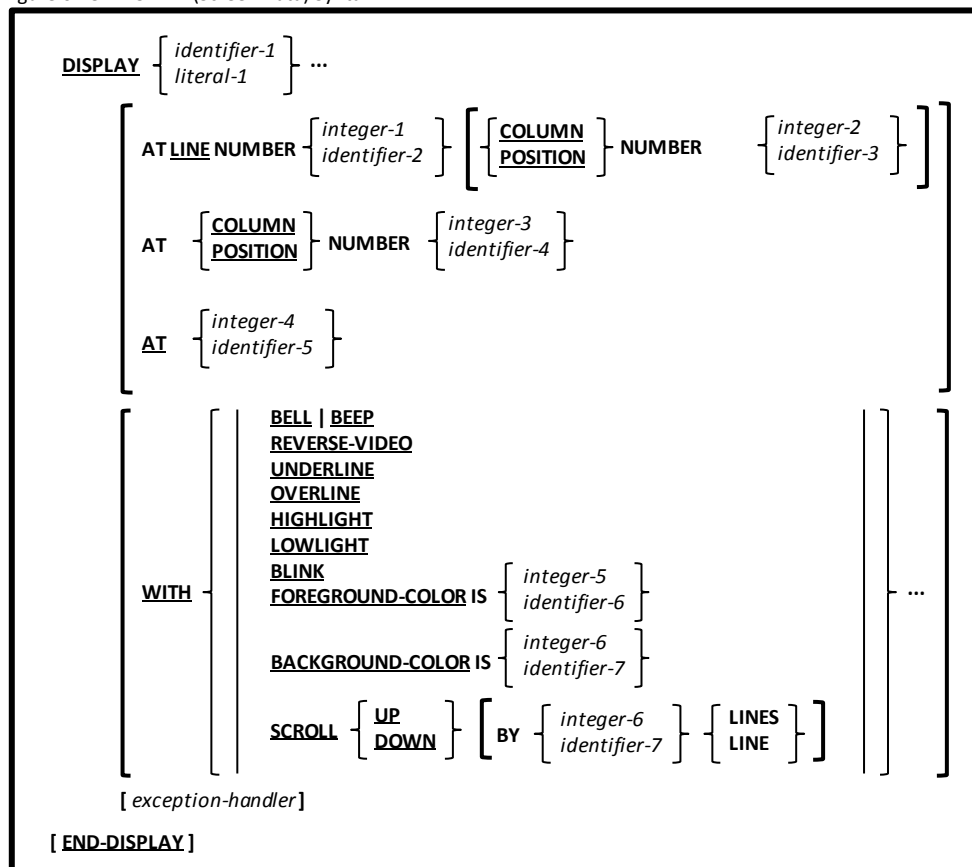 DISPLAY identifier-1 literal-1 ...
AT LINE NUMBER integer-1 identifier-2 [ COLUMN POSITION NUMBER integer-2 identifier-3 ]
AT COLUMN POSITION NUMBER integer-3 identifier-4
AT integer-4 identifier-5
BELL | BEEP
REVERSE-VIDEO
UNDERLINE
OVERLINE
HIGHLIGHT
LOWLIGHT
BLINK
WITH FOREGROUND-COLOR IS integer-5 identifier-6 ...
BACKGROUND-COLOR IS integer-6 identifier-7
SCROLL UP DOWN [ BY integer-6 identifier-7 LINES LINE ]
[ exception-handler ]
[ END-DISPLAY ]